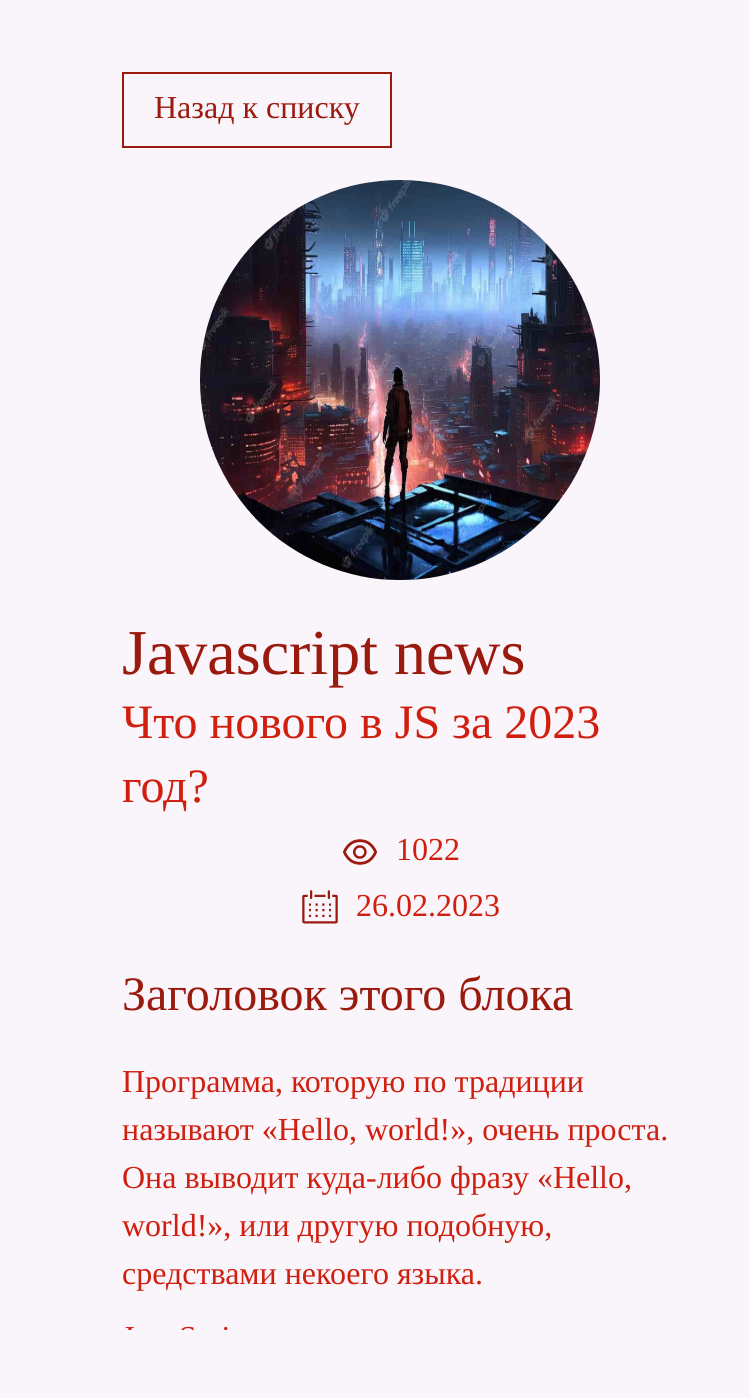 Назад к списку
Javascript news
Что нового в JS за 2023
год?
1022
26.02.2023
Заголовок этого блока
Программа, которую по традиции
называют «Hello, world!», очень проста.
Она выводит куда-либо фразу «Hello,
world!», или другую подобную,
средствами некоего языка.